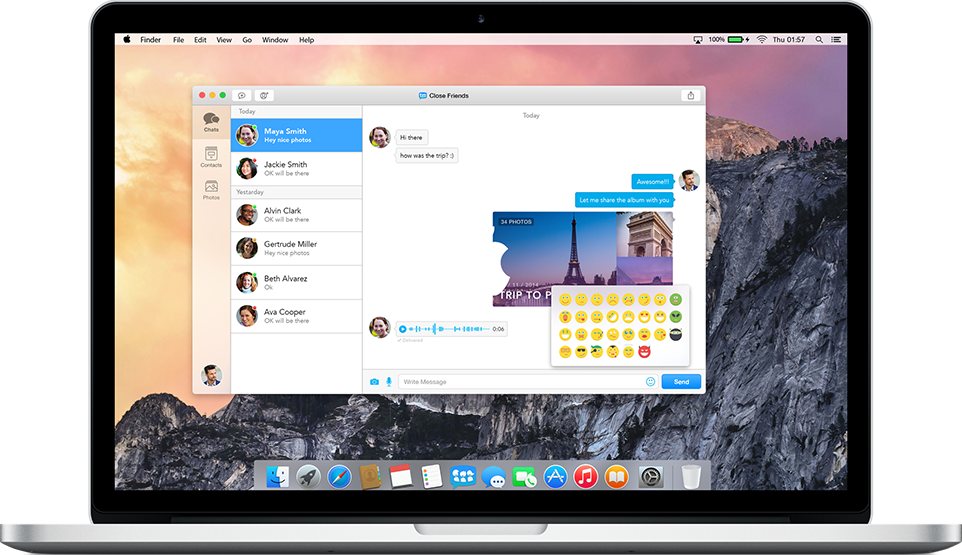 Finder File Edit View Go Window Help 100% Thu 01:57
Close Friends
Today
Chats
Contacts
Photos
Maya Smith
Hey nice photos
Jackie Smith
OK will be there
Yestarday
Alvin Clark
OK will be there
Gertrude Miller
Hey nice photos
Beth Alvarez
Ok
Ava Cooper
OK will be there
Today
Hi there
how was the trip? :)
Awesome!!!
Let me share the album with you
34 PHOTOS
/ 11 / 2014
TRIP TO P
0:06
Delivered
Write Message
Send